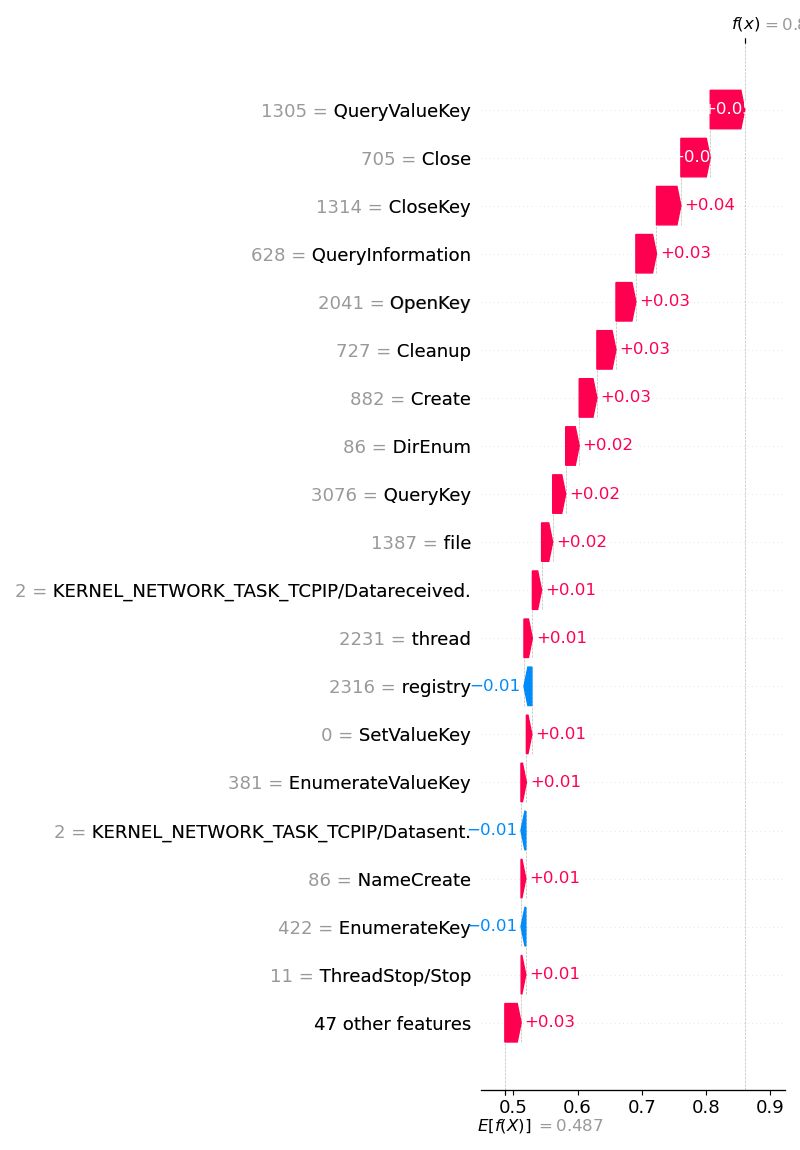 f(x) = 0.8
1305 = QueryValueKey +0.0
705 = Close +0.0
1314 = CloseKey +0.04
628 = QueryInformation +0.03
2041 = OpenKey +0.03
727 = Cleanup +0.03
882 = Create +0.03
86 = DirEnum +0.02
3076 = QueryKey +0.02
1387 = file +0.02
2 = KERNEL_NETWORK_TASK_TCPIP/Datareceived. +0.01
2231 = thread +0.01
2316 = registry −0.01
0 = SetValueKey +0.01
381 = EnumerateValueKey +0.01
2 = KERNEL_NETWORK_TASK_TCPIP/Datasent. −0.01
86 = NameCreate +0.01
422 = EnumerateKey −0.01
11 = ThreadStop/Stop +0.01
47 other features +0.03
0.5 0.6 0.7 0.8 0.9
E[f(X)] = 0.487